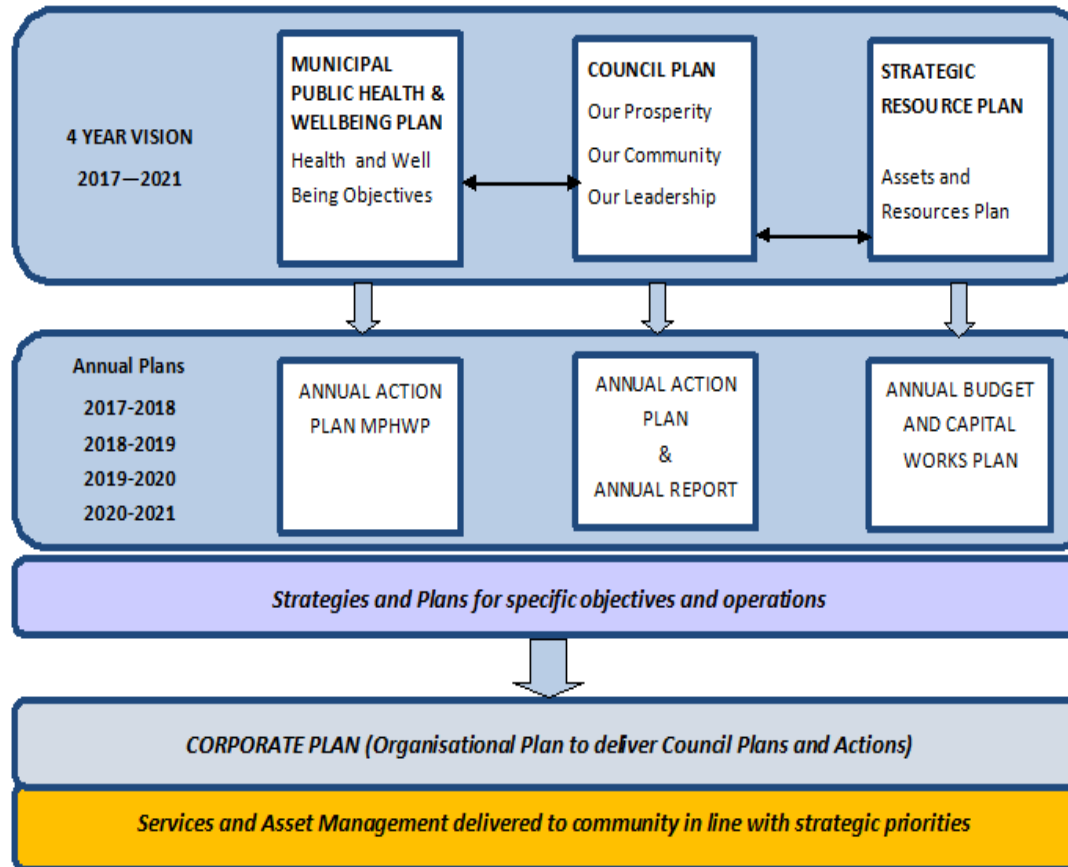 4 YEAR VISION
2017—2021
MUNICIPAL
PUBLIC HEALTH &
WELLBEING PLAN
Health and Well
Being Objectives
COUNCIL PLAN
Our Prosperity
Our Community
Our Leadership
STRATEGIC
RESOURCE PLAN
Assets and
Resources Plan
Annual Plans
2017-2018
2018-2019
2019-2020
2020-2021
ANNUAL ACTION
PLAN MPHWP
ANNUAL ACTION
PLAN
&
ANNUAL REPORT
ANNUAL BUDGET
AND CAPITAL
WORKS PLAN
Strategies and Plans for specific objectives and operations
CORPORATE PLAN (Organisational Plan to deliver Council Plans and Actions)
Services and Asset Management delivered to community in line with strategic priorities